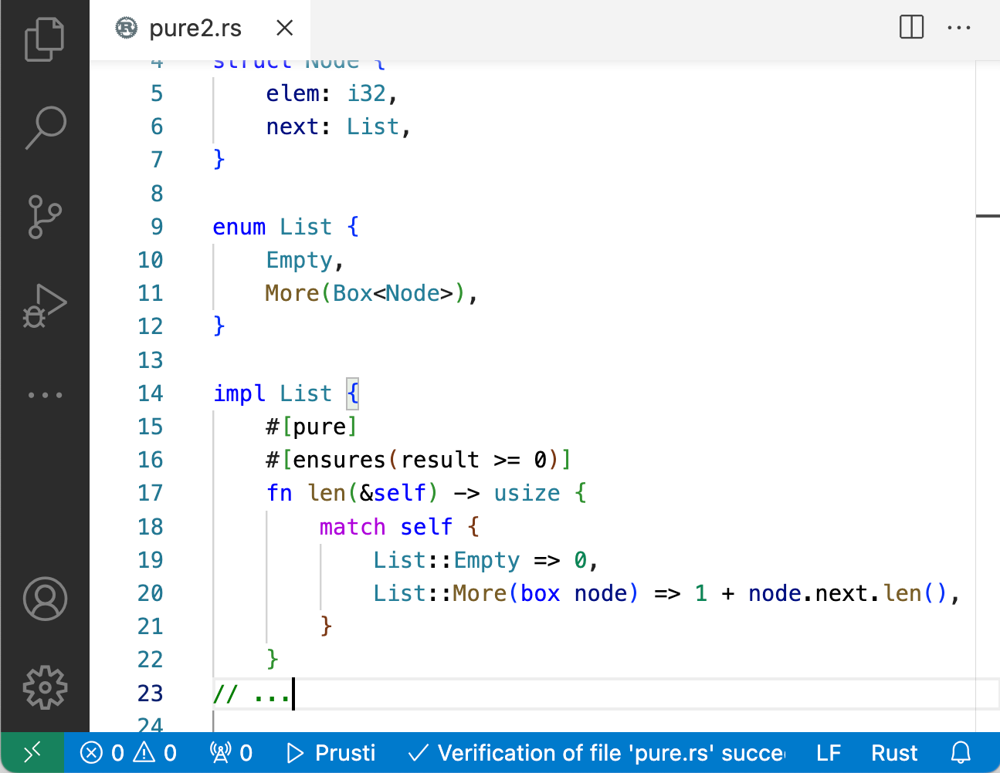 pure2.rs
4 struct Node {
5 elem: i32,
6 next: List,
7 }
8
9 enum List {
10 Empty,
11 More(Box<Node>),
12 }
13
14 impl List {
15 #[pure]
16 #[ensures(result >= 0)]
17 fn len(&self) -> usize {
18 match self {
19 List::Empty => 0,
20 List::More(box node) => 1 + node.next.len(),
21 }
22 }
23 // ...
24
0 0 0 Prusti Verification of file 'pure.rs' succe LF Rust